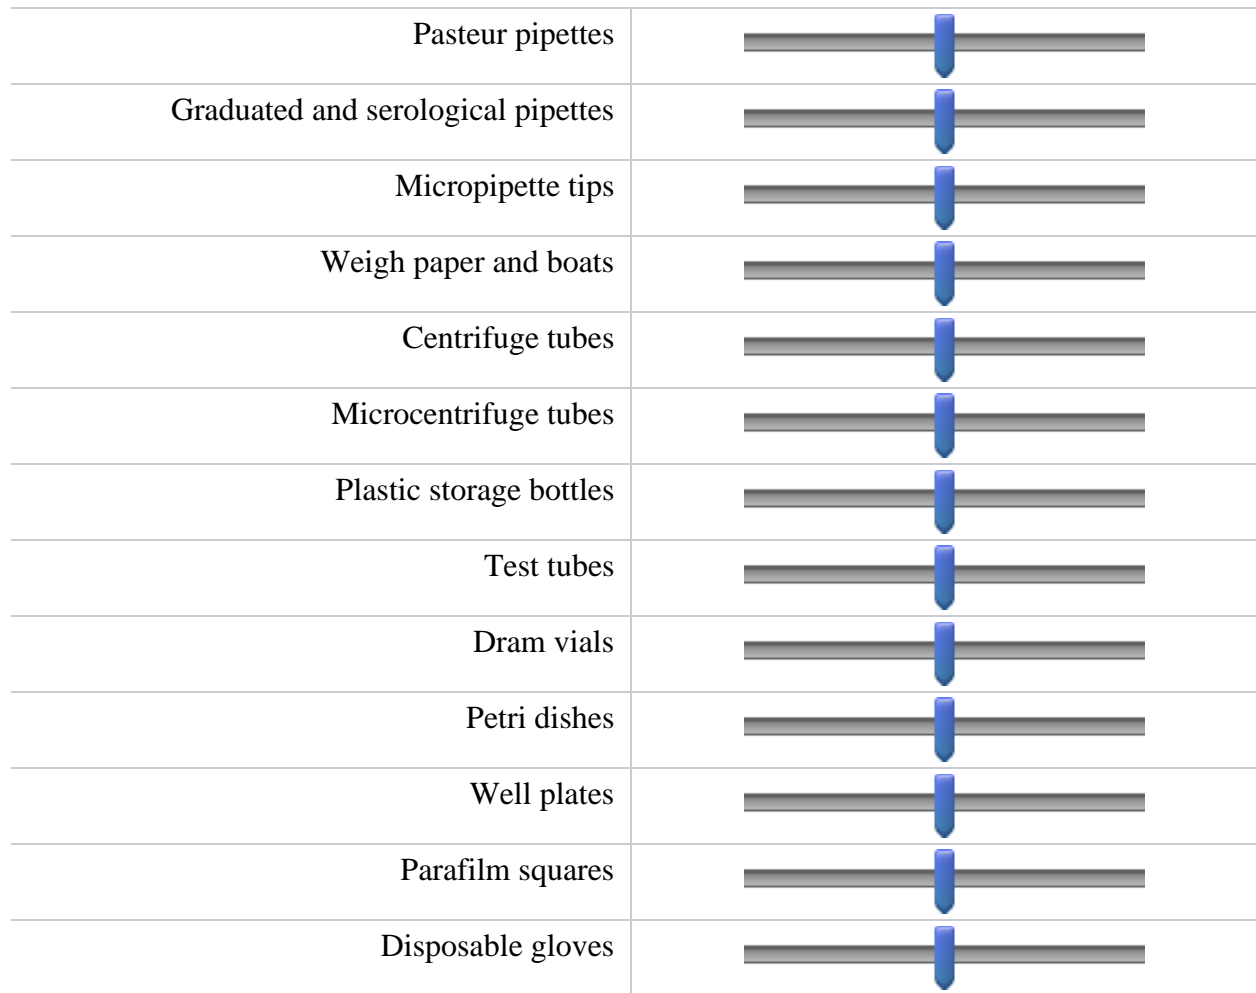 Pasteur pipettes
Graduated and serological pipettes
Micropipette tips
Weigh paper and boats
Centrifuge tubes
Microcentrifuge tubes
Plastic storage bottles
Test tubes
Dram vials
Petri dishes
Well plates
Parafilm squares
Disposable gloves